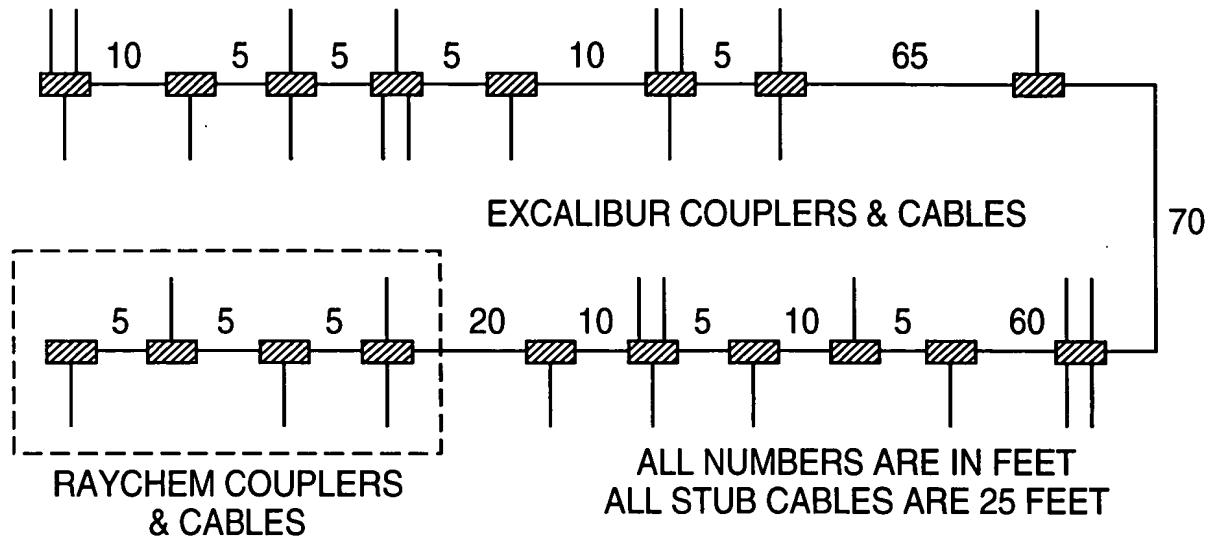 10 5 5 5 10 5 65
EXCALIBUR COUPLERS & CABLES
70
5 5 5 20 10 5 10 5 60
RAYCHEM COUPLERS
& CABLES
ALL NUMBERS ARE IN FEET
ALL STUB CABLES ARE 25 FEET